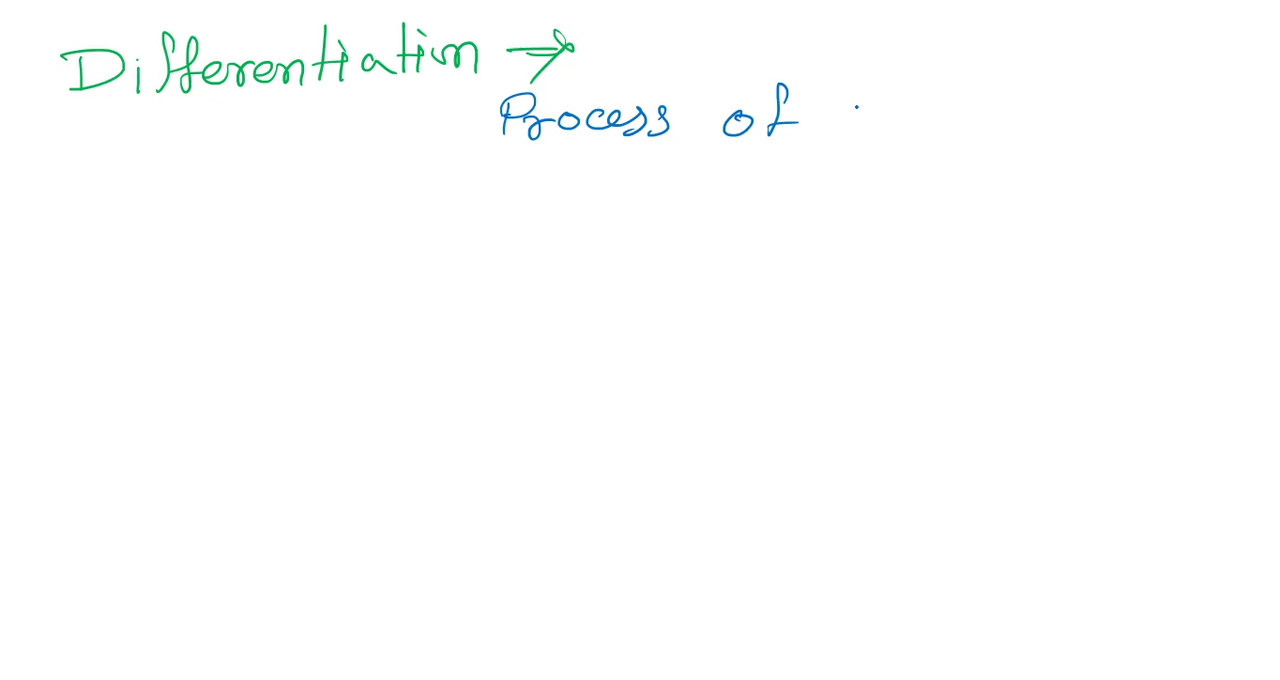 Differentiation →
Process of